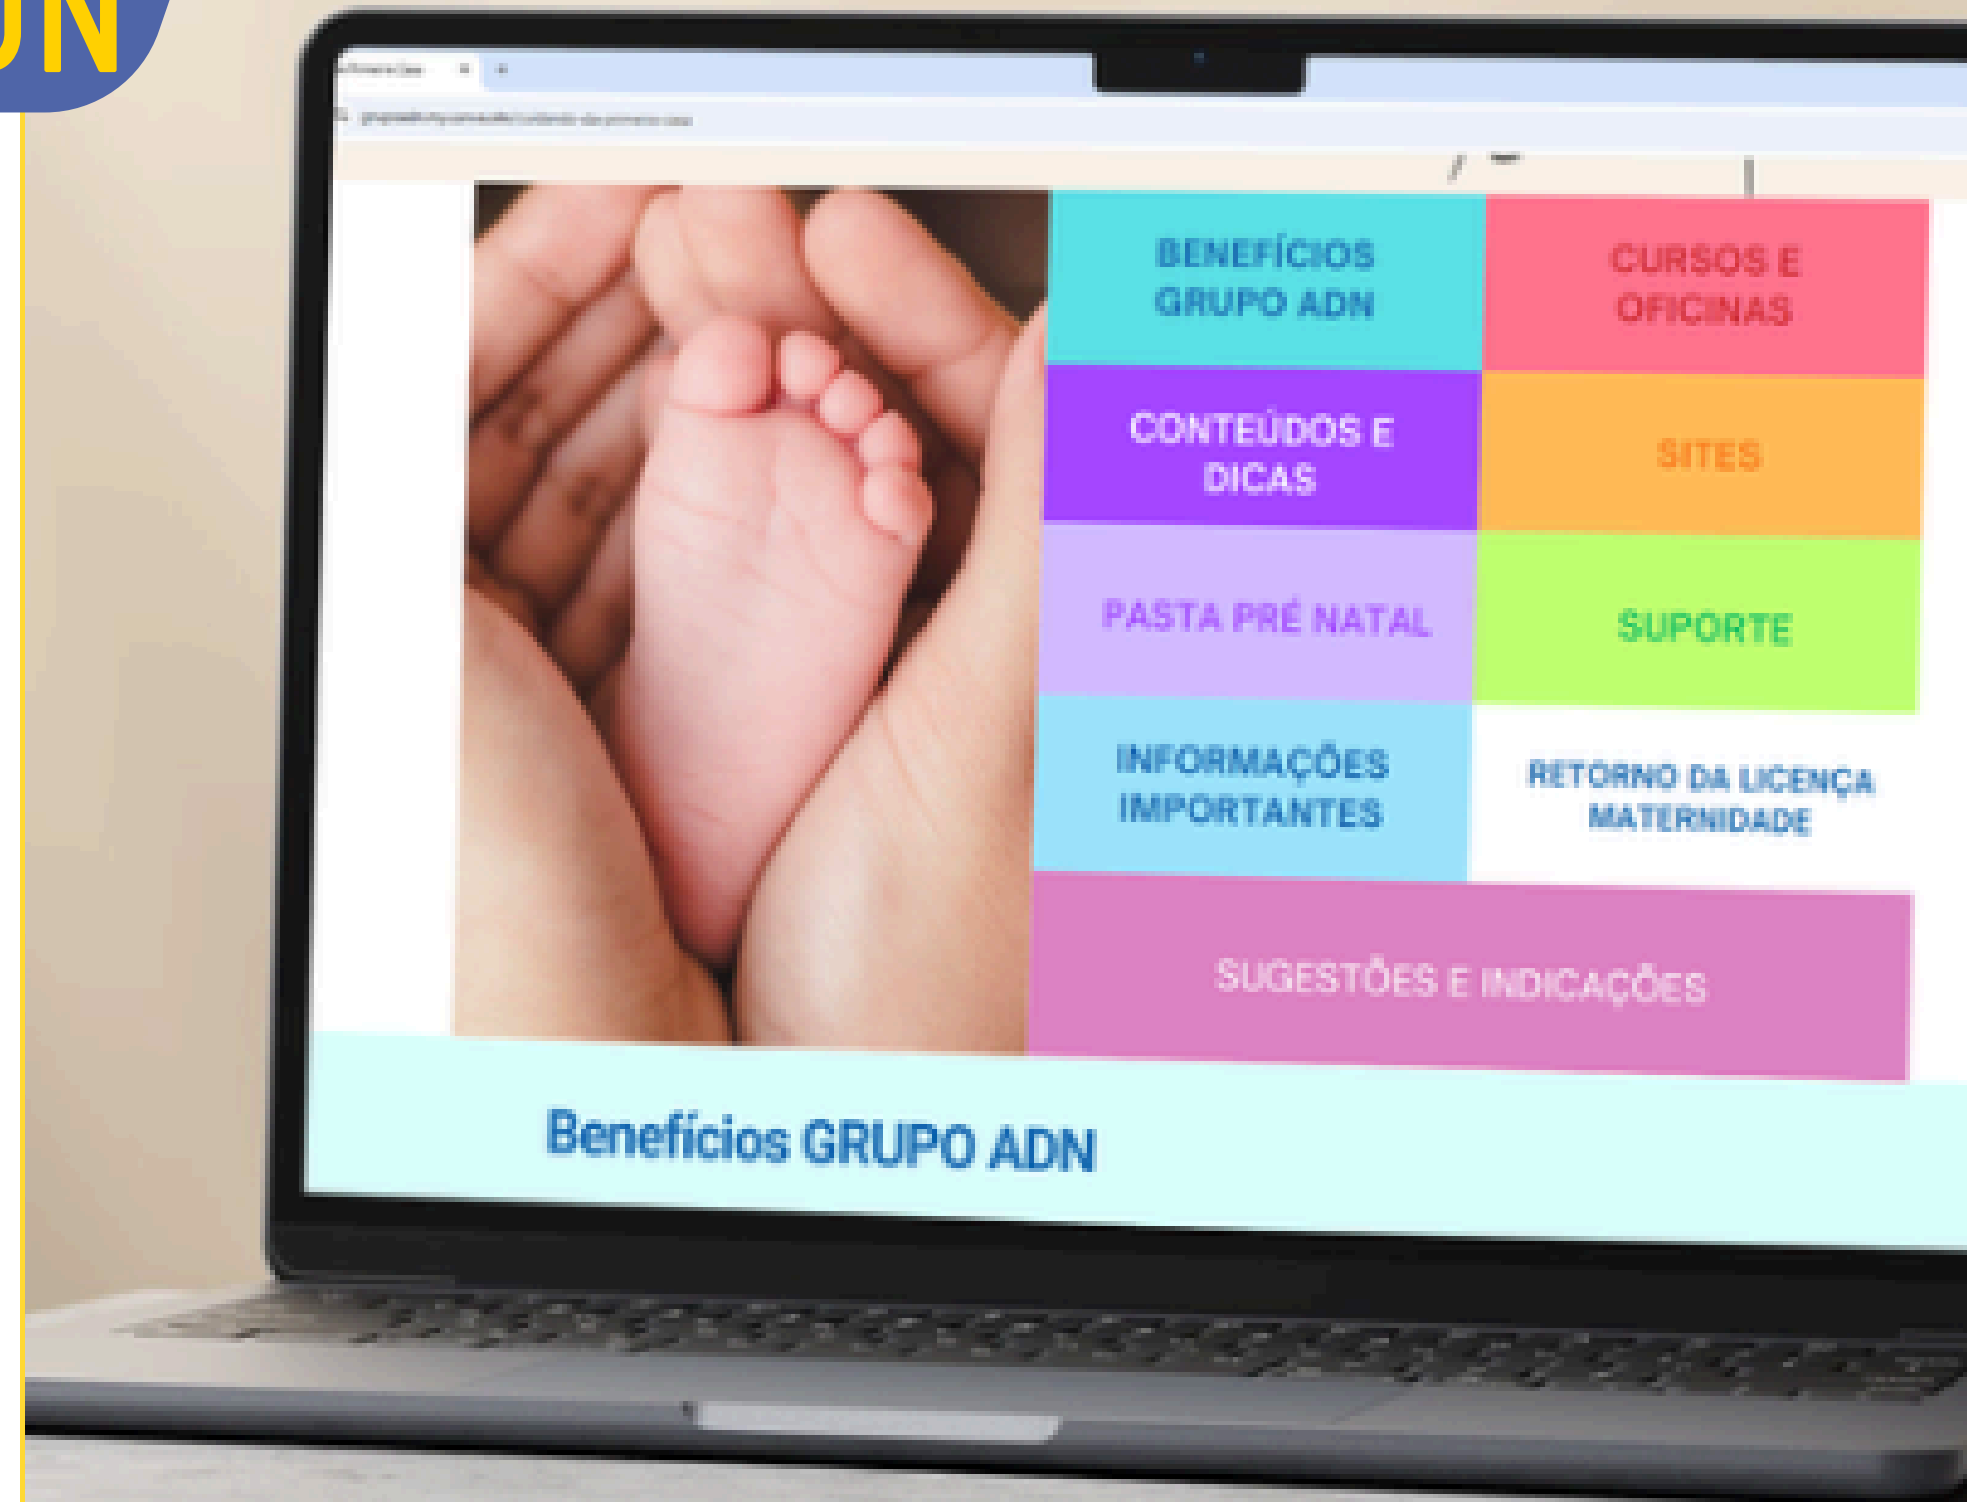 BENEFÍCIOS
GRUPO ADN
CURSOS E
OFICINAS
CONTEÚDOS E
DICAS
SITES
PASTA PRÉ NATAL
SUPORTE
INFORMAÇÕES
IMPORTANTES
RETORNO DA LICENÇA
MATERNIDADE
SUGESTÕES E INDICAÇÕES
Benefícios GRUPO ADN